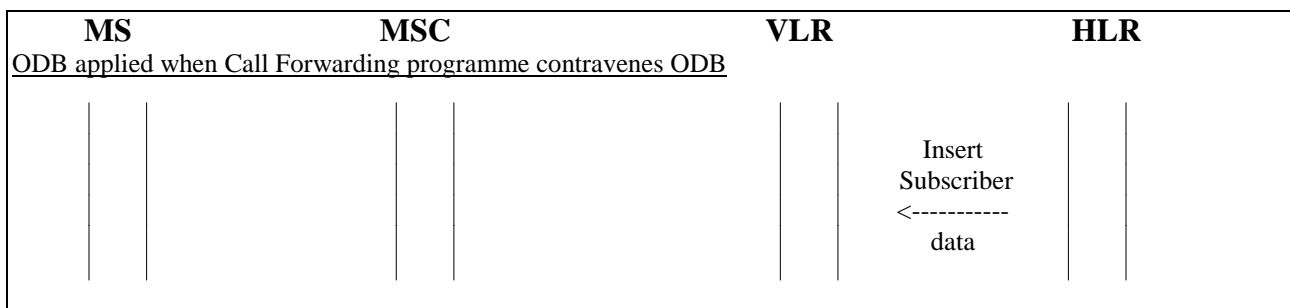 MS MSC VLR HLR
ODB applied when Call Forwarding programme contravenes ODB
Insert
Subscriber
<-----------
data